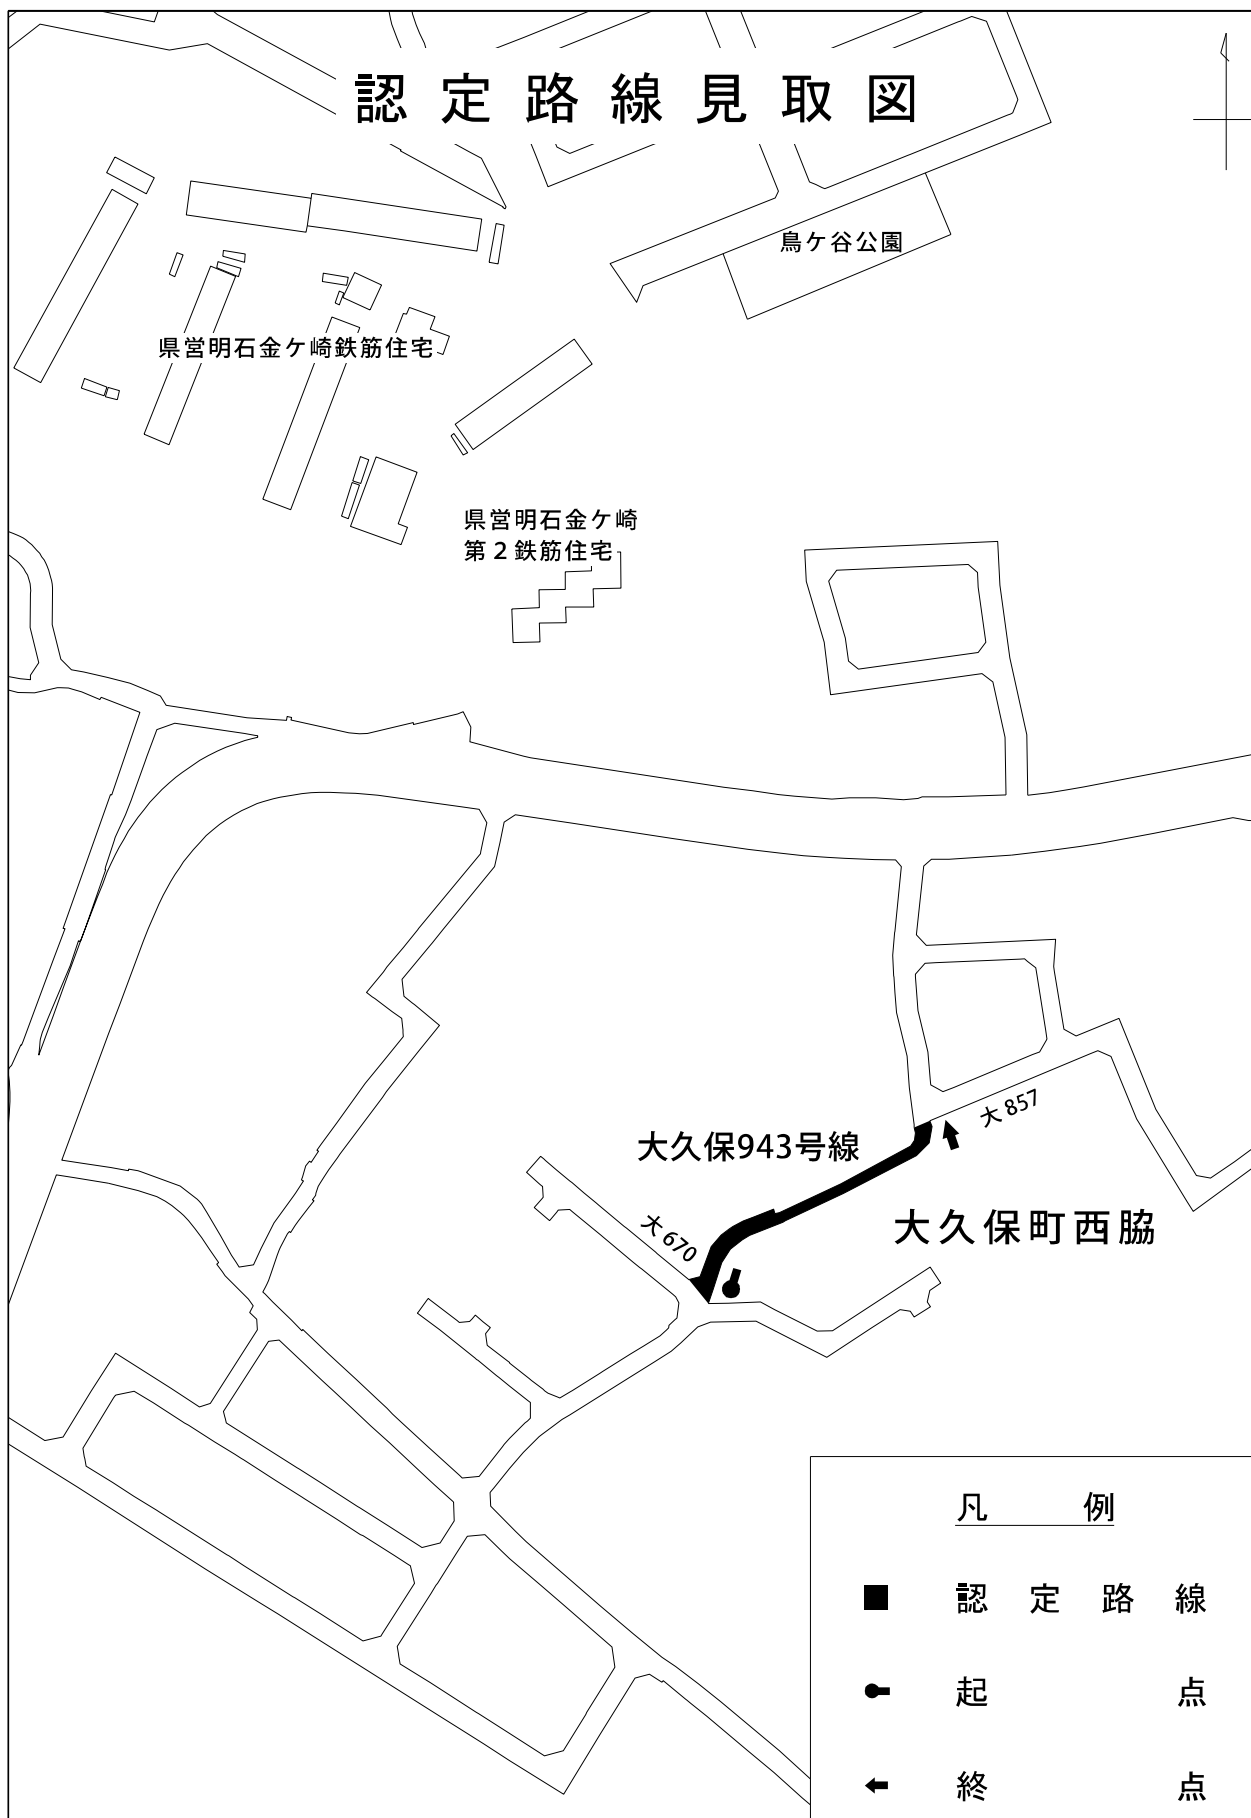 認定路線見取図
鳥ケ谷公園
県営明石金ケ崎鉄筋住宅
県営明石金ケ崎
第２鉄筋住宅
大857
大久保943号線
大670
大久保町西脇
凡例
認定路線
起点
終点